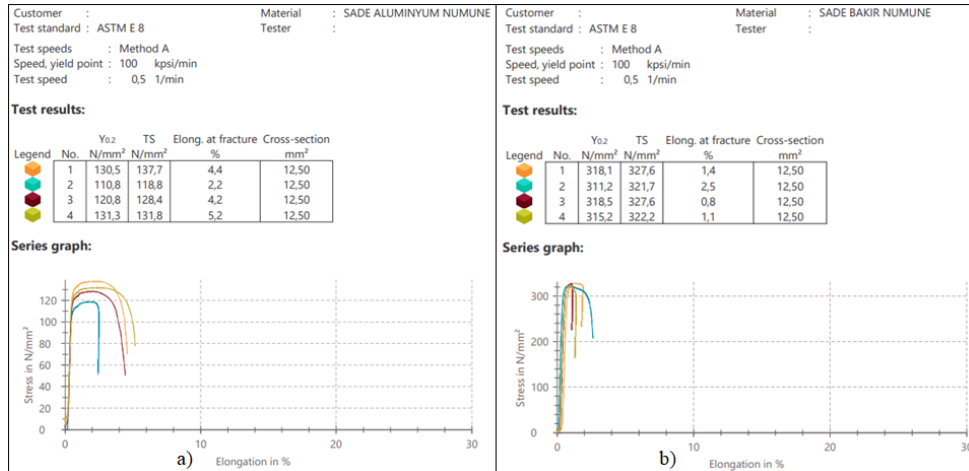 Customer :
Material : SADE ALUMINYUM NUMUNE
Test standard : ASTM E 8
Tester :
Test speeds : Method A
Speed, yield point : 100 kpsi/min
Test speed : 0,5 1/min
Test results:
Y0.2 TS Elong. at fracture Cross-section
Legend No. N/mm² N/mm² % mm²
1 130,5 137,7 4,4 12,50
2 110,8 118,8 2,2 12,50
3 120,8 128,4 4,2 12,50
4 131,3 131,8 5,2 12,50
Series graph:
Stress in N/mm²
120
100
80
60
40
20
0
0 10 20 30
Elongation in %
a)
Customer :
Material : SADE BAKIR NUMUNE
Test standard : ASTM E 8
Tester :
Test speeds : Method A
Speed, yield point : 100 kpsi/min
Test speed : 0,5 1/min
Test results:
Y0.2 TS Elong. at fracture Cross-section
Legend No. N/mm² N/mm² % mm²
1 318,1 327,6 1,4 12,50
2 311,2 321,7 2,5 12,50
3 318,5 327,6 0,8 12,50
4 315,2 322,2 1,1 12,50
Series graph:
Stress in N/mm²
300
200
100
0
0 10 20 30
Elongation in %
b)